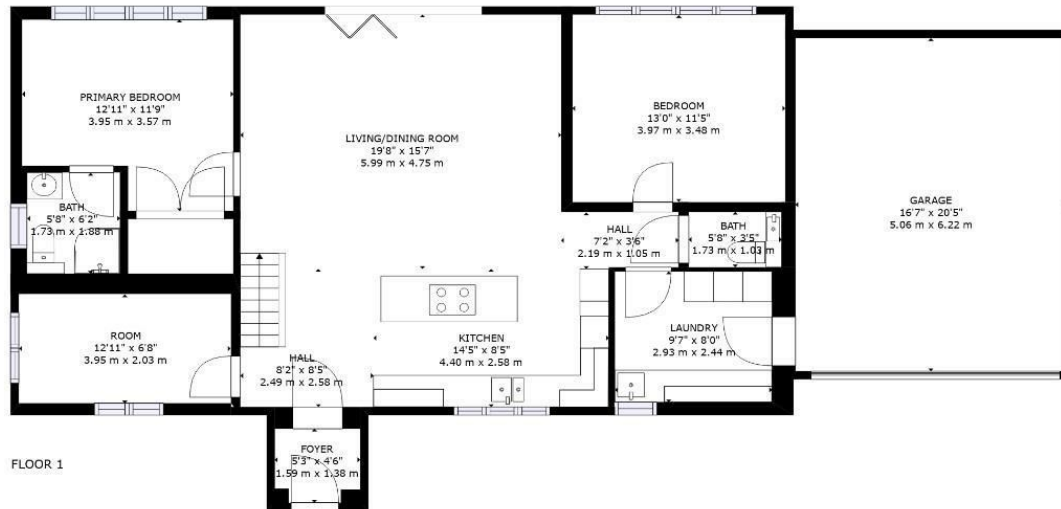 PRIMARY BEDROOM
12'11" x 11'9"
3.95 m x 3.57 m
LIVING/DINING ROOM
19'8" x 15'7"
5.99 m x 4.75 m
BEDROOM
13'0" x 11'5"
3.97 m x 3.48 m
GARAGE
16'7" x 20'5"
5.06 m x 6.22 m
BATH
5'8" x 6'2"
1.73 m x 1.88 m
HALL
7'2" x 3'6"
2.19 m x 1.05 m
BATH
5'8" x 3'5"
1.73 m x 1.03 m
ROOM
12'11" x 6'8"
3.95 m x 2.03 m
HALL
8'2" x 8'5"
2.49 m x 2.58 m
KITCHEN
14'5" x 8'5"
4.40 m x 2.58 m
LAUNDRY
9'7" x 8'0"
2.93 m x 2.44 m
FOYER
5'3" x 4'6"
1.59 m x 1.38 m
FLOOR 1